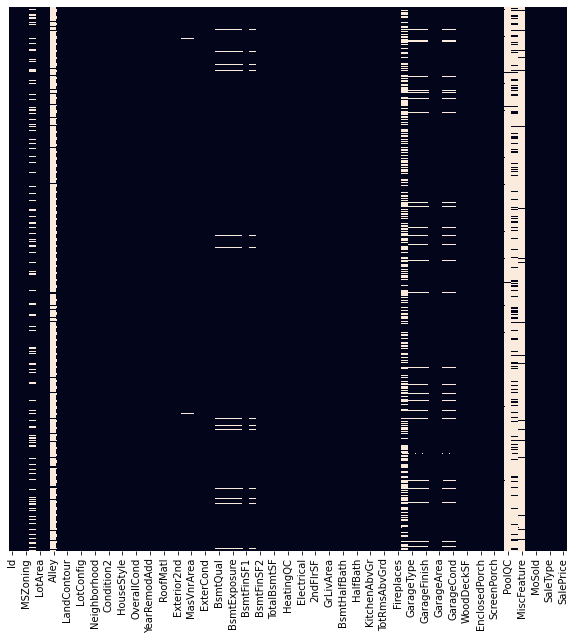 Id
MSZoning
LotArea
Alley
LandContour
LotConfig
Neighborhood
Condition2
HouseStyle
OverallCond
YearRemodAdd
RoofMatl
Exterior2nd
MasVnrArea
ExterCond
BsmtQual
BsmtExposure
BsmtFinSF1
BsmtFinSF2
TotalBsmtSF
HeatingQC
Electrical
2ndFlrSF
GrLivArea
BsmtHalfBath
HalfBath
KitchenAbvGr
TotRmsAbvGrd
Fireplaces
GarageType
GarageFinish
GarageArea
GarageCond
WoodDeckSF
EnclosedPorch
ScreenPorch
PoolQC
MiscFeature
MoSold
SaleType
SalePrice